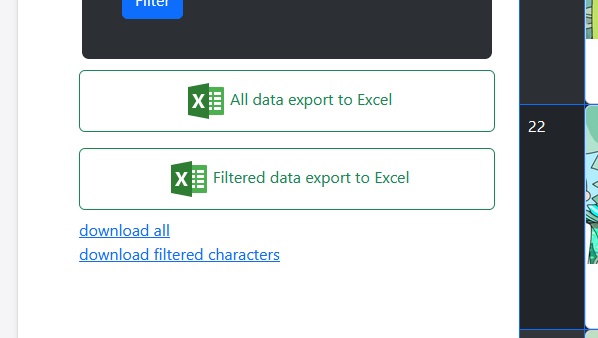 Filter
All data export to Excel
22
Filtered data export to Excel
download all
download filtered characters